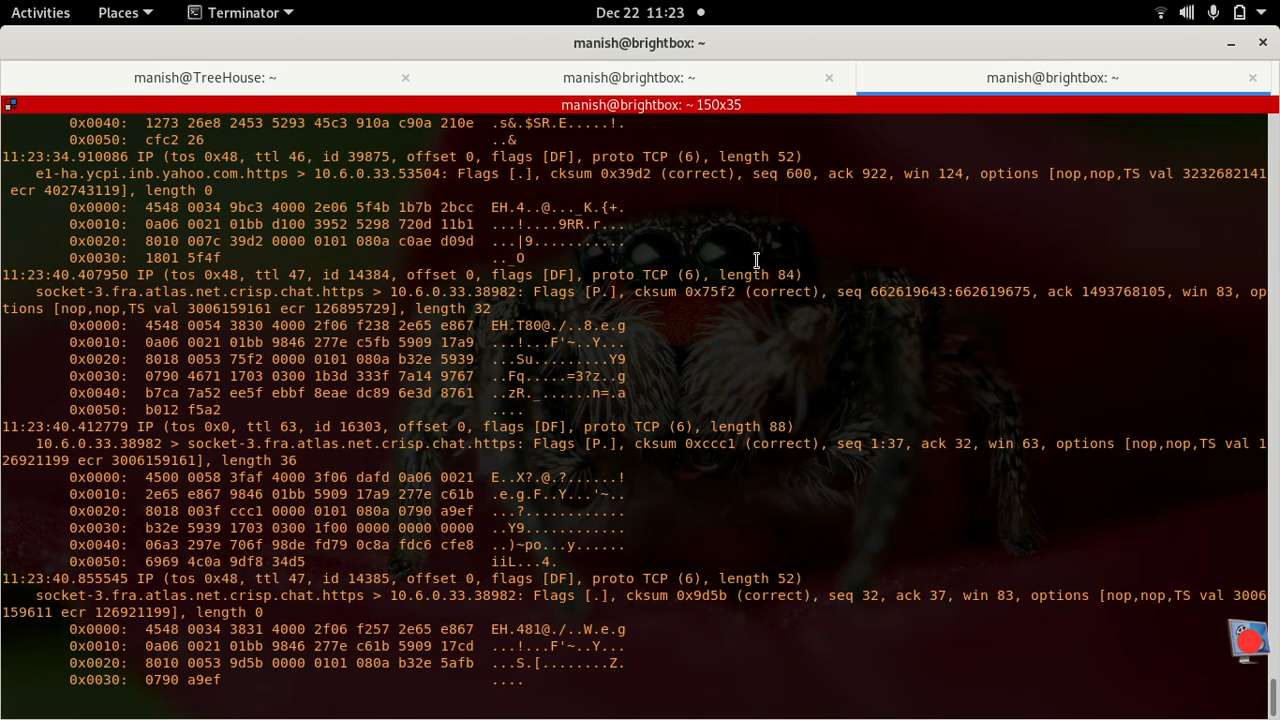 Activities Places Terminator Dec 22 11:23
manish@brightbox: ~
manish@TreeHouse: ~ manish@brightbox: ~ manish@brightbox: ~
manish@brightbox: ~ 150x35
0x0040: 1273 26e8 2453 5293 45c3 910a c90a 210e .s&.$SR.E.....!.
0x0050: cfc2 26 ..&
11:23:34.910086 IP (tos 0x48, ttl 46, id 39875, offset 0, flags [DF], proto TCP (6), length 52)
e1-ha.ycpi.inb.yahoo.com.https > 10.6.0.33.53504: Flags [.], cksum 0x39d2 (correct), seq 600, ack 922, win 124, options [nop,nop,TS val 3232682141
ecr 402743119], length 0
0x0000: 4548 0034 9bc3 4000 2e06 5f4b 1b7b 2bcc EH.4..@..._K.{+.
0x0010: 0a06 0021 01bb d100 3952 5298 720d 11b1 ...!....9RR.r...
0x0020: 8010 007c 39d2 0000 0101 080a c0ae d09d ...|9...........
0x0030: 1801 5f4f .._O
11:23:40.407950 IP (tos 0x48, ttl 47, id 14384, offset 0, flags [DF], proto TCP (6), length 84)
socket-3.fra.atlas.net.crisp.chat.https > 10.6.0.33.38982: Flags [P.], cksum 0x75f2 (correct), seq 662619643:662619675, ack 1493768105, win 83, op
tions [nop,nop,TS val 3006159161 ecr 126895729], length 32
0x0000: 4548 0054 3830 4000 2f06 f238 2e65 e867 EH.T80@./..8.e.g
0x0010: 0a06 0021 01bb 9846 277e c5fb 5909 17a9 ...!...F'~..Y...
0x0020: 8018 0053 75f2 0000 0101 080a b32e 5939 ...Su.........Y9
0x0030: 0790 4671 1703 0300 1b3d 333f 7a14 9767 ..Fq.....=3?z..g
0x0040: b7ca 7a52 ee5f ebbf 8eae dc89 6e3d 8761 ..zR._......n=.a
0x0050: b012 f5a2 ....
11:23:40.412779 IP (tos 0x0, ttl 63, id 16303, offset 0, flags [DF], proto TCP (6), length 88)
10.6.0.33.38982 > socket-3.fra.atlas.net.crisp.chat.https: Flags [P.], cksum 0xccc1 (correct), seq 1:37, ack 32, win 63, options [nop,nop,TS val 1
26921199 ecr 3006159161], length 36
0x0000: 4500 0058 3faf 4000 3f06 dafd 0a06 0021 E..X?.@.?......!
0x0010: 2e65 e867 9846 01bb 5909 17a9 277e c61b .e.g.F..Y...'~..
0x0020: 8018 003f ccc1 0000 0101 080a 0790 a9ef ...?............
0x0030: b32e 5939 1703 0300 1f00 0000 0000 0000 ..Y9............
0x0040: 06a3 297e 706f 98de fd79 0c8a fdc6 cfe8 ..)~po...y......
0x0050: 6969 4c0a 9df8 34d5 iiL...4.
11:23:40.855545 IP (tos 0x48, ttl 47, id 14385, offset 0, flags [DF], proto TCP (6), length 52)
socket-3.fra.atlas.net.crisp.chat.https > 10.6.0.33.38982: Flags [.], cksum 0x9d5b (correct), seq 32, ack 37, win 83, options [nop,nop,TS val 3006
159611 ecr 126921199], length 0
0x0000: 4548 0034 3831 4000 2f06 f257 2e65 e867 EH.481@./..W.e.g
0x0010: 0a06 0021 01bb 9846 277e c61b 5909 17cd ...!...F'~..Y...
0x0020: 8010 0053 9d5b 0000 0101 080a b32e 5afb ...S.[........Z.
0x0030: 0790 a9ef ....